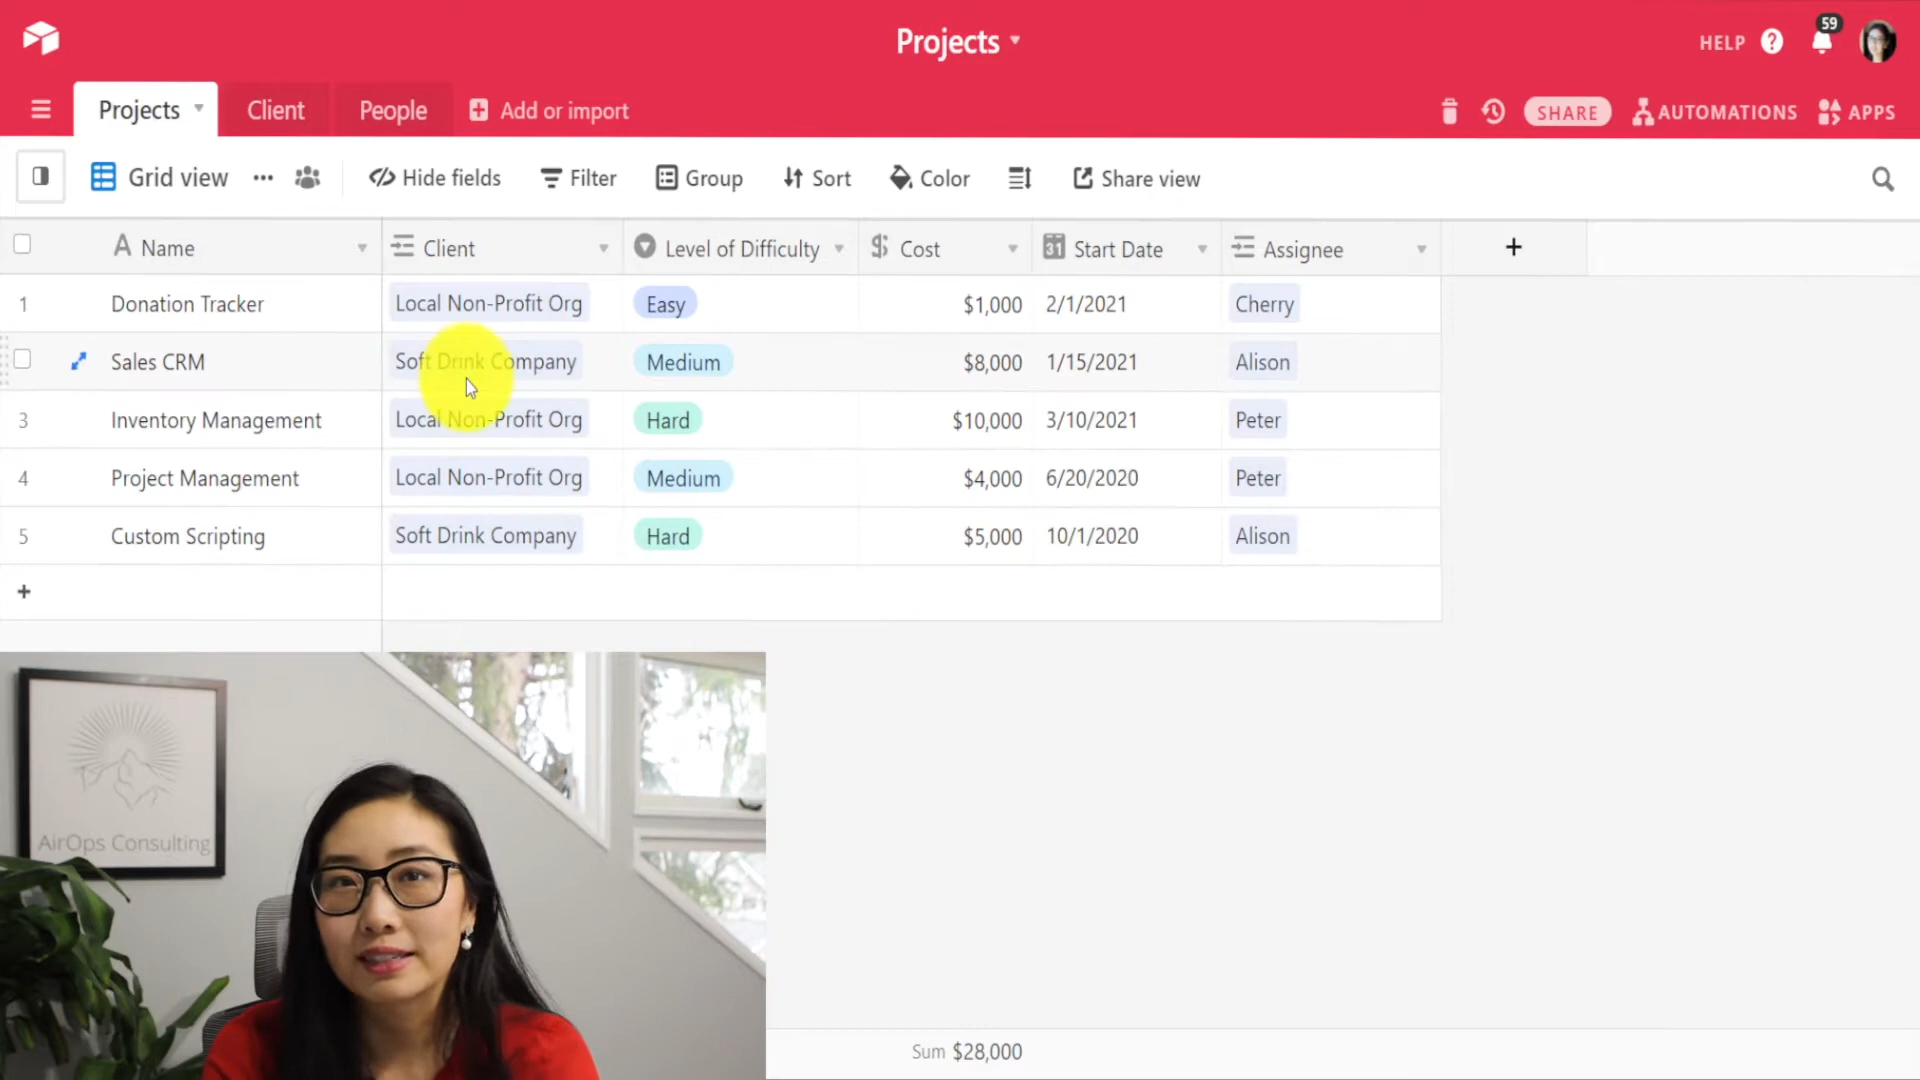 Projects
HELP ? 59
Projects Client People Add or import
SHARE AUTOMATIONS APPS
Grid view Hide fields Filter Group Sort Color Share view
A Name Client Level of Difficulty $ Cost 31 Start Date Assignee +
1 Donation Tracker Local Non-Profit Org Easy $1,000 2/1/2021 Cherry
Sales CRM Soft Drink Company Medium $8,000 1/15/2021 Alison
3 Inventory Management Local Non-Profit Org Hard $10,000 3/10/2021 Peter
4 Project Management Local Non-Profit Org Medium $4,000 6/20/2020 Peter
5 Custom Scripting Soft Drink Company Hard $5,000 10/1/2020 Alison
+
AirOps Consulting
Sum $28,000